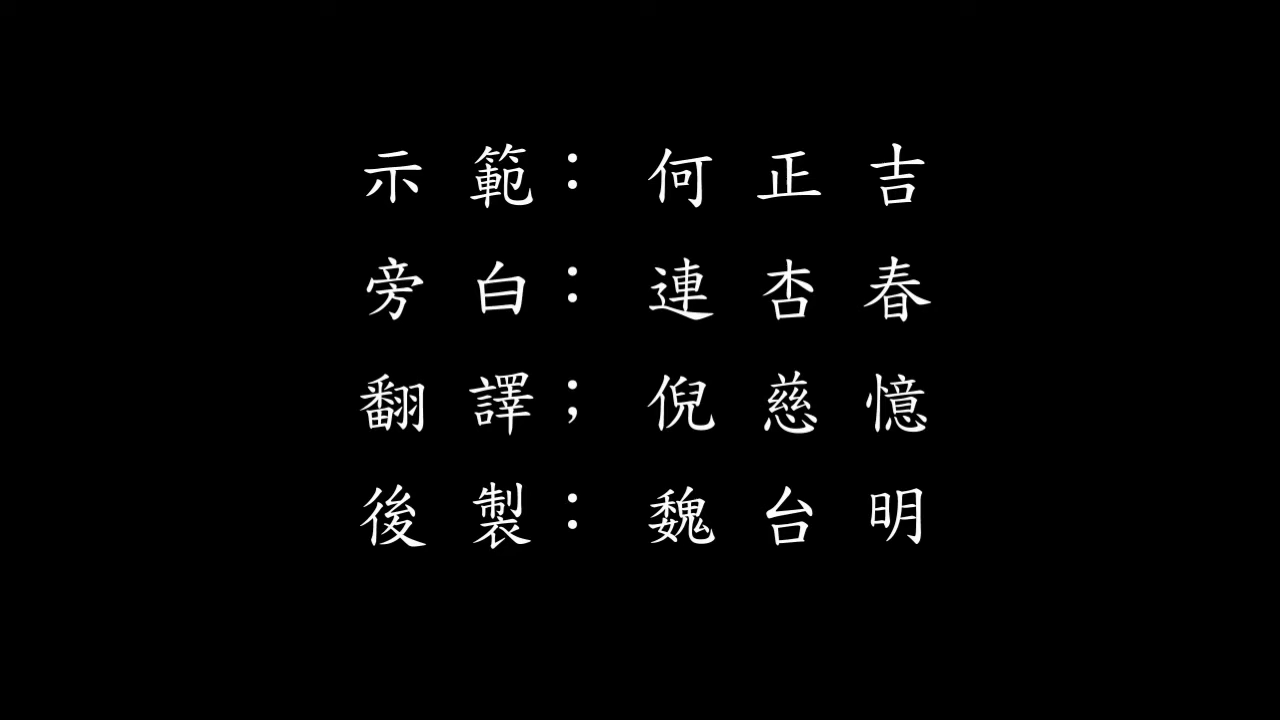 示範：何正吉
旁白：連杏春
翻譯；倪慈憶
後製：魏台明